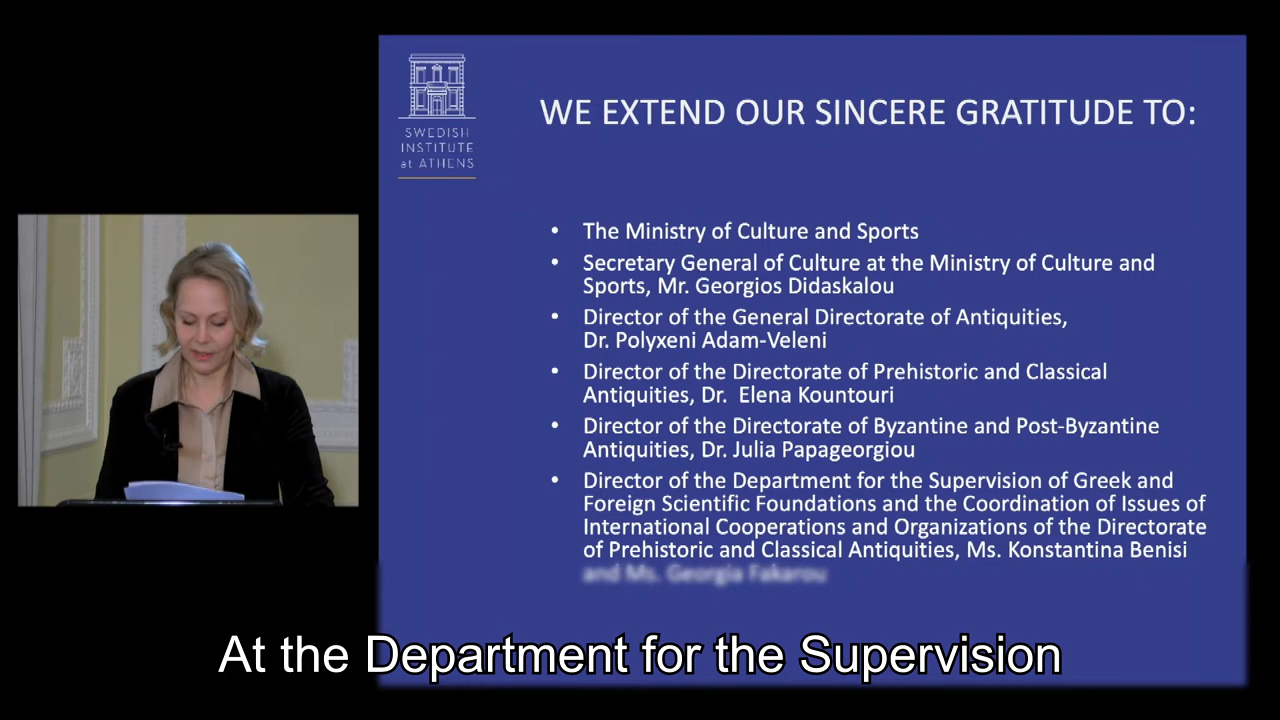 SWEDISH
INSTITUTE
at ATHENS
WE EXTEND OUR SINCERE GRATITUDE TO:
• The Ministry of Culture and Sports
• Secretary General of Culture at the Ministry of Culture and
Sports, Mr. Georgios Didaskalou
• Director of the General Directorate of Antiquities,
Dr. Polyxeni Adam-Veleni
• Director of the Directorate of Prehistoric and Classical
Antiquities, Dr. Elena Kountouri
• Director of the Directorate of Byzantine and Post-Byzantine
Antiquities, Dr. Julia Papageorgiou
• Director of the Department for the Supervision of Greek and
Foreign Scientific Foundations and the Coordination of Issues of
International Cooperations and Organizations of the Directorate
of Prehistoric and Classical Antiquities, Ms. Konstantina Benisi
and Ms. Georgia Fakarou
At the Department for the Supervision